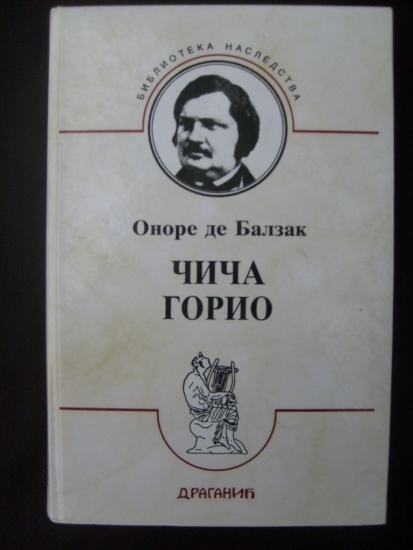 БИБЛИОТЕКА НАСЛЕДСТВА
Оноре де Балзак
ЧИЧА
ГОРИО
ДРАГАНИЋ